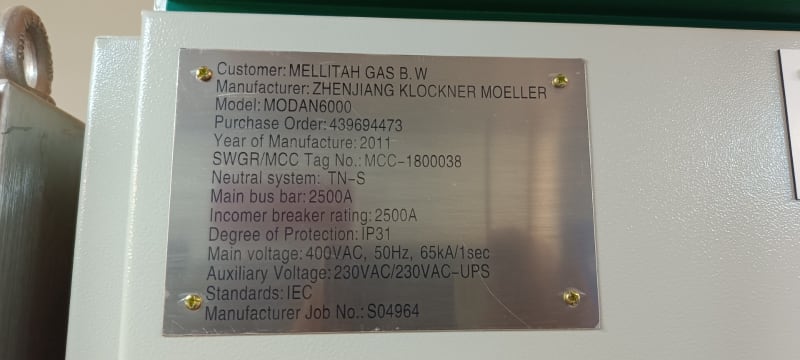 Customer: MELLITAH GAS B.W
Manufacturer: ZHENJIANG KLOCKNER MOELLER
Model: MODAN6000
Purchase Order: 439694473
Year of Manufacture: 2011
SWGR/MCC Tag No.: MCC-1800038
Neutral system: TN-S
Main bus bar: 2500A
Incomer breaker rating: 2500A
Degree of Protection: IP31
Main voltage: 400VAC, 50Hz, 65kA/1sec
Auxiliary Voltage: 230VAC/230VAC-UPS
Standards: IEC
Manufacturer Job No.: S04964